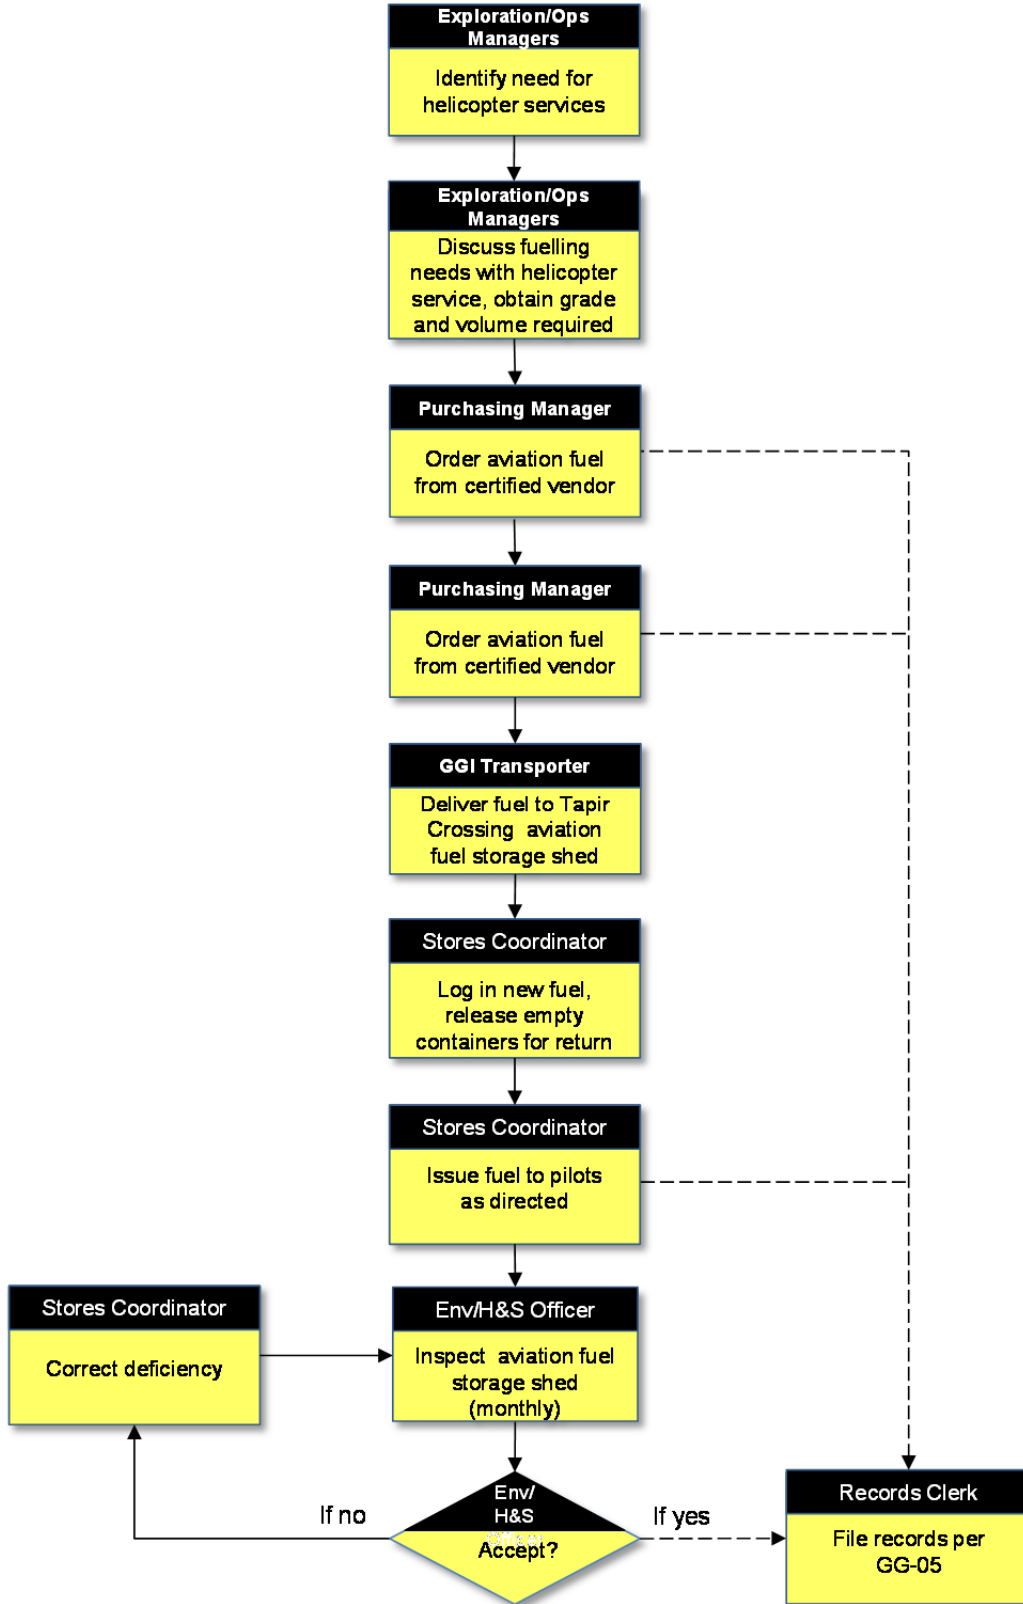 Exploration/Ops
Managers
Identify need for
helicopter services
Exploration/Ops
Managers
Discuss fuelling
needs with helicopter
service, obtain grade
and volume required
Purchasing Manager
Order aviation fuel
from certified vendor
Purchasing Manager
Order aviation fuel
from certified vendor
GGI Transporter
Deliver fuel to Tapir
Crossing aviation
fuel storage shed
Stores Coordinator
Log in new fuel,
release empty
containers for return
Stores Coordinator
Issue fuel to pilots
as directed
Stores Coordinator
Correct deficiency
Env/H&S Officer
Inspect aviation fuel
storage shed
(monthly)
If no
Env/
H&S
Officer
Accept?
If yes
Records Clerk
File records per
GG-05